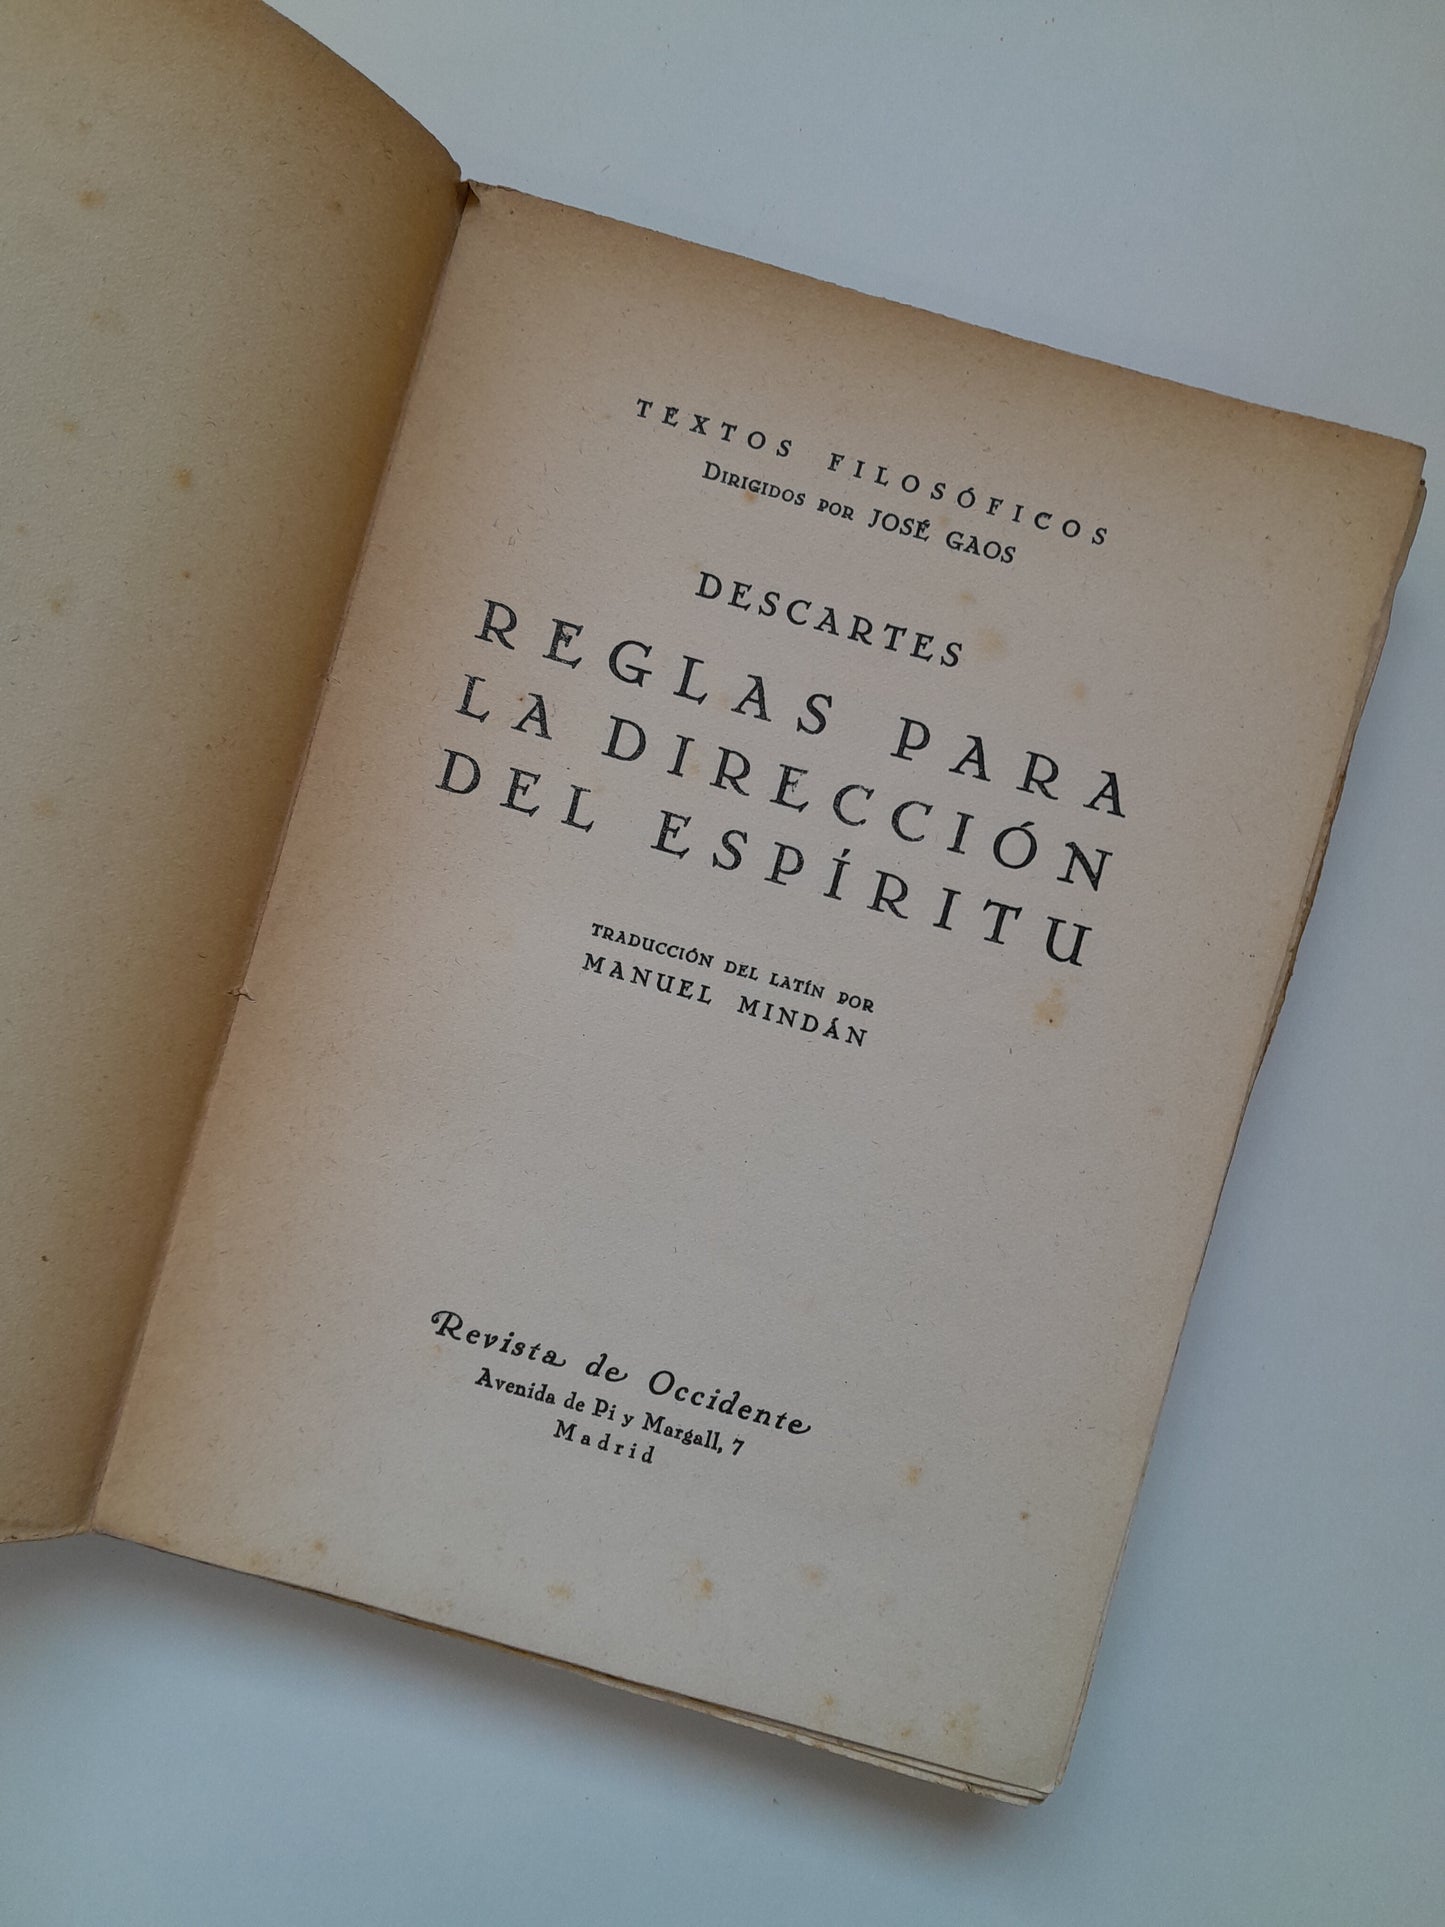 TEXTOS FILOSÓFICOS
DIRIGIDOS POR JOSÉ GAOS
DESCARTES
REGLAS PARA
LA DIRECCIÓN
DEL ESPÍRITU
TRADUCCIÓN DEL LATÍN POR
MANUEL MINDÁN
Revista de Occidente
Avenida de Pi y Margall, 7
Madrid